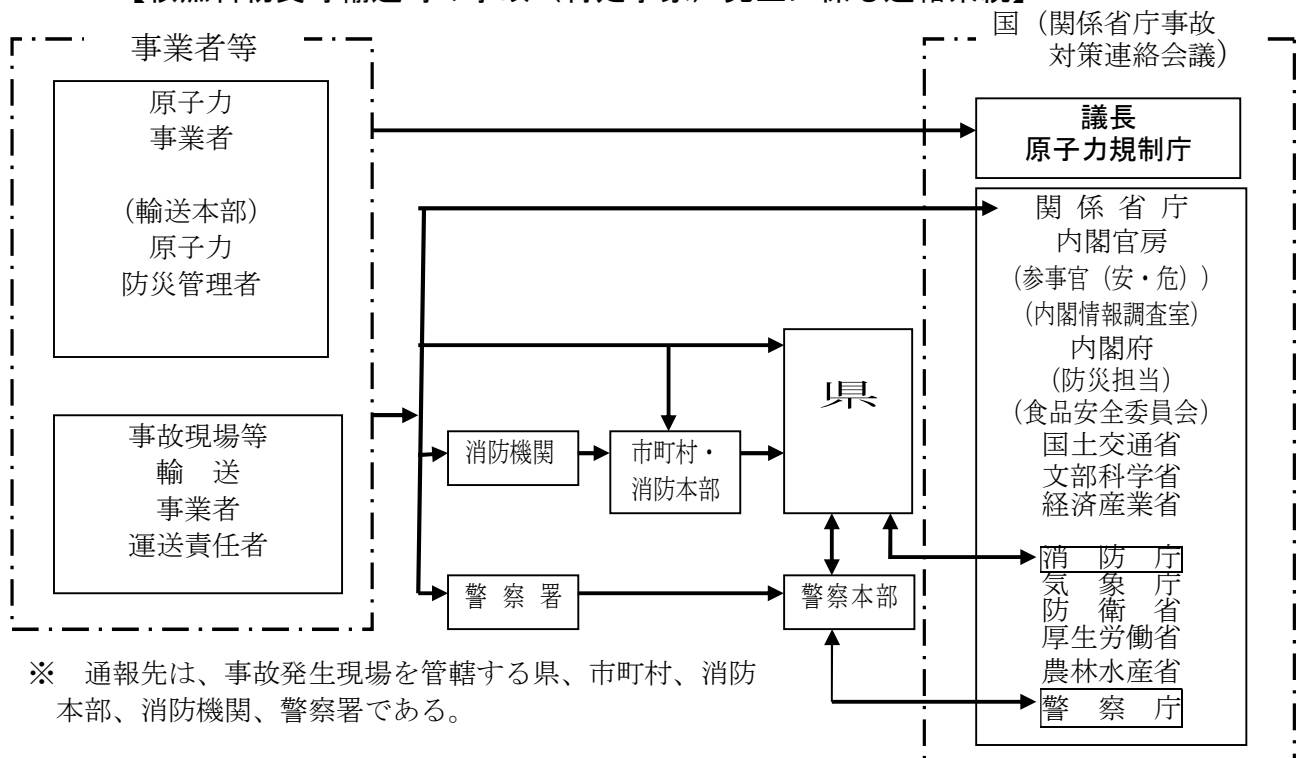 事業者等
原子力
事業者
（輸送本部）
原子力
防災管理者
事故現場等
輸　送
事業者
運送責任者
消防機関
市町村・
消防本部
県
警 察 署
警察本部
国（関係省庁事故
対策連絡会議）
議長
原子力規制庁
関 係 省 庁
内閣官房
（参事官（安・危））
（内閣情報調査室）
内閣府
（防災担当）
（食品安全委員会）
国土交通省
文部科学省
経済産業省
消　防　庁
気　象　庁
防　衛　省
厚生労働省
農林水産省
警　察　庁
※　通報先は、事故発生現場を管轄する県、市町村、消防
本部、消防機関、警察署である。